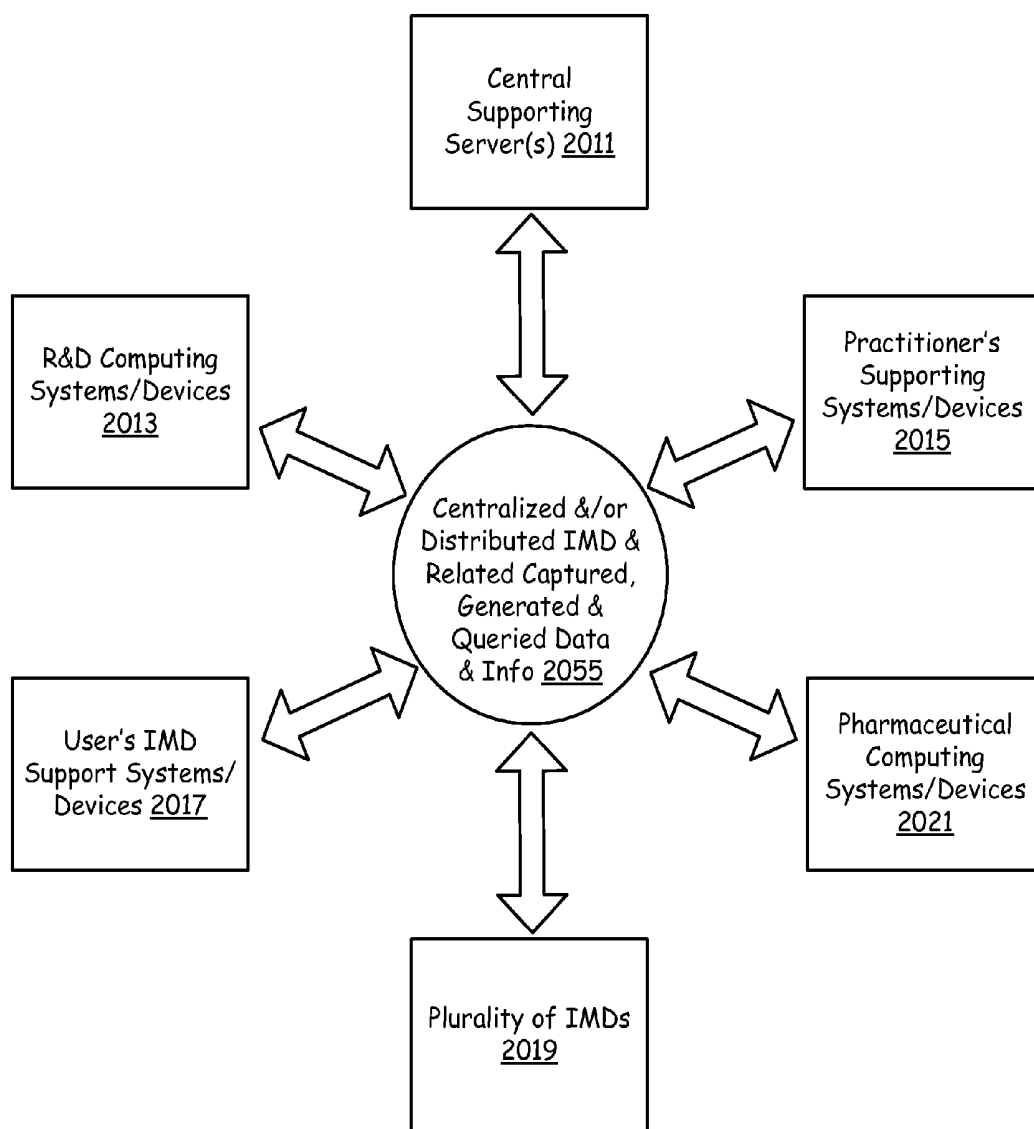 Central
Supporting
Server(s) 2011
R&D Computing
Systems/Devices
2013
Practitioner's
Supporting
Systems/Devices
2015
Centralized &/or
Distributed IMD &
Related Captured,
Generated &
Queried Data
& Info 2055
User's IMD
Support Systems/
Devices 2017
Pharmaceutical
Computing
Systems/Devices
2021
Plurality of IMDs
2019